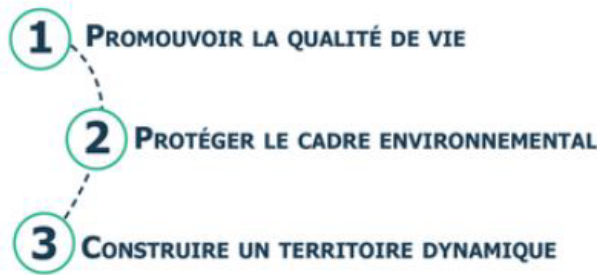 1 PROMOUVOIR LA QUALITÉ DE VIE
2 PROTÉGER LE CADRE ENVIRONNEMENTAL
3 CONSTRUIRE UN TERRITOIRE DYNAMIQUE